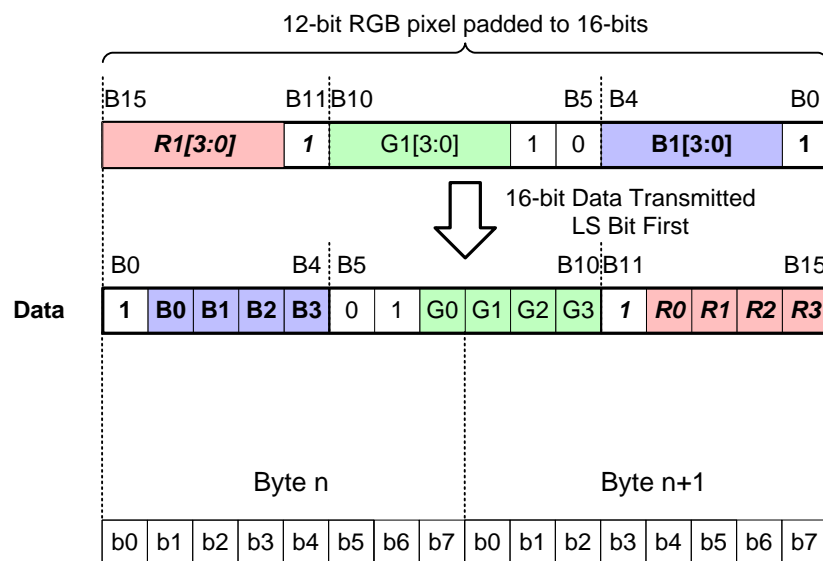 12-bit RGB pixel padded to 16-bits
B15 B11 B10 B5 B4 B0
R1[3:0] 1 G1[3:0] 1 0 B1[3:0] 1
16-bit Data Transmitted
LS Bit First
B0 B4 B5 B10 B11 B15
Data 1 B0 B1 B2 B3 0 1 G0 G1 G2 G3 1 R0 R1 R2 R3
Byte n Byte n+1
b0 b1 b2 b3 b4 b5 b6 b7 b0 b1 b2 b3 b4 b5 b6 b7